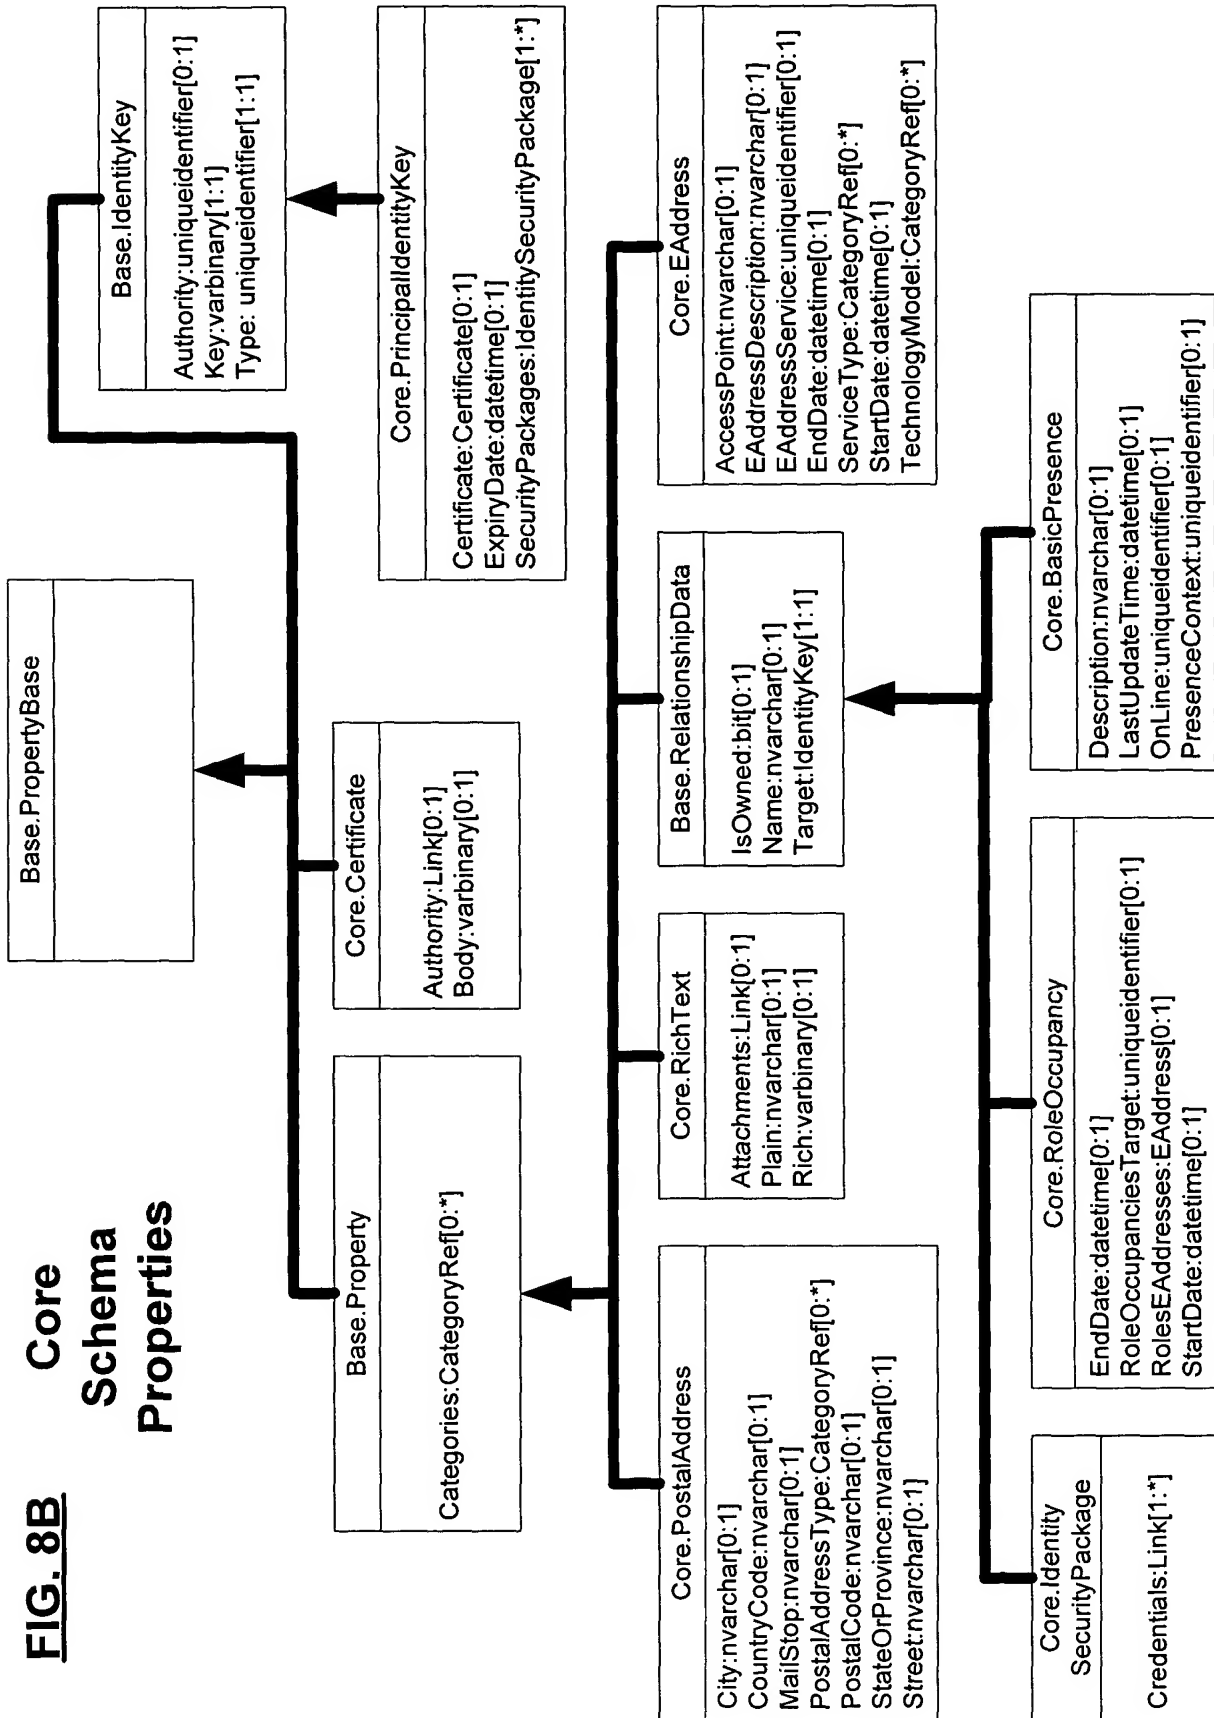 FIG. 8B
Core
Schema
Properties
Base.PropertyBase
Base.Property
Categories:CategoryRef[0:*]
Core.Certificate
Authority:Link[0:1]
Body:varbinary[0:1]
Base.IdentityKey
Authority:uniqueidentifier[0:1]
Key:varbinary[1:1]
Type: uniqueidentifier[1:1]
Core.PrincipalIdentityKey
Certificate:Certificate[0:1]
ExpiryDate:datetime[0:1]
SecurityPackages:IdentitySecurityPackage[1:*]
Core.PostalAddress
City:nvarchar[0:1]
CountryCode:nvarchar[0:1]
MailStop:nvarchar[0:1]
PostalAddressType:CategoryRef[0:*]
PostalCode:nvarchar[0:1]
StateOrProvince:nvarchar[0:1]
Street:nvarchar[0:1]
Core.RichText
Attachments:Link[0:1]
Plain:nvarchar[0:1]
Rich:varbinary[0:1]
Base.RelationshipData
IsOwned:bit[0:1]
Name:nvarchar[0:1]
Target:IdentityKey[1:1]
Core.EAddress
AccessPoint:nvarchar[0:1]
EAddressDescription:nvarchar[0:1]
EAddressService:uniqueidentifier[0:1]
EndDate:datetime[0:1]
ServiceType:CategoryRef[0:*]
StartDate:datetime[0:1]
TechnologyModel:CategoryRef[0:*]
Core.Identity
SecurityPackage
Credentials:Link[1:*]
Core.RoleOccupancy
EndDate:datetime[0:1]
RoleOccupanciesTarget:uniqueidentifier[0:1]
RolesEAddresses:EAddress[0:1]
StartDate:datetime[0:1]
Core.BasicPresence
Description:nvarchar[0:1]
LastUpdateTime:datetime[0:1]
OnLine:uniqueidentifier[0:1]
PresenceContext:uniqueidentifier[0:1]